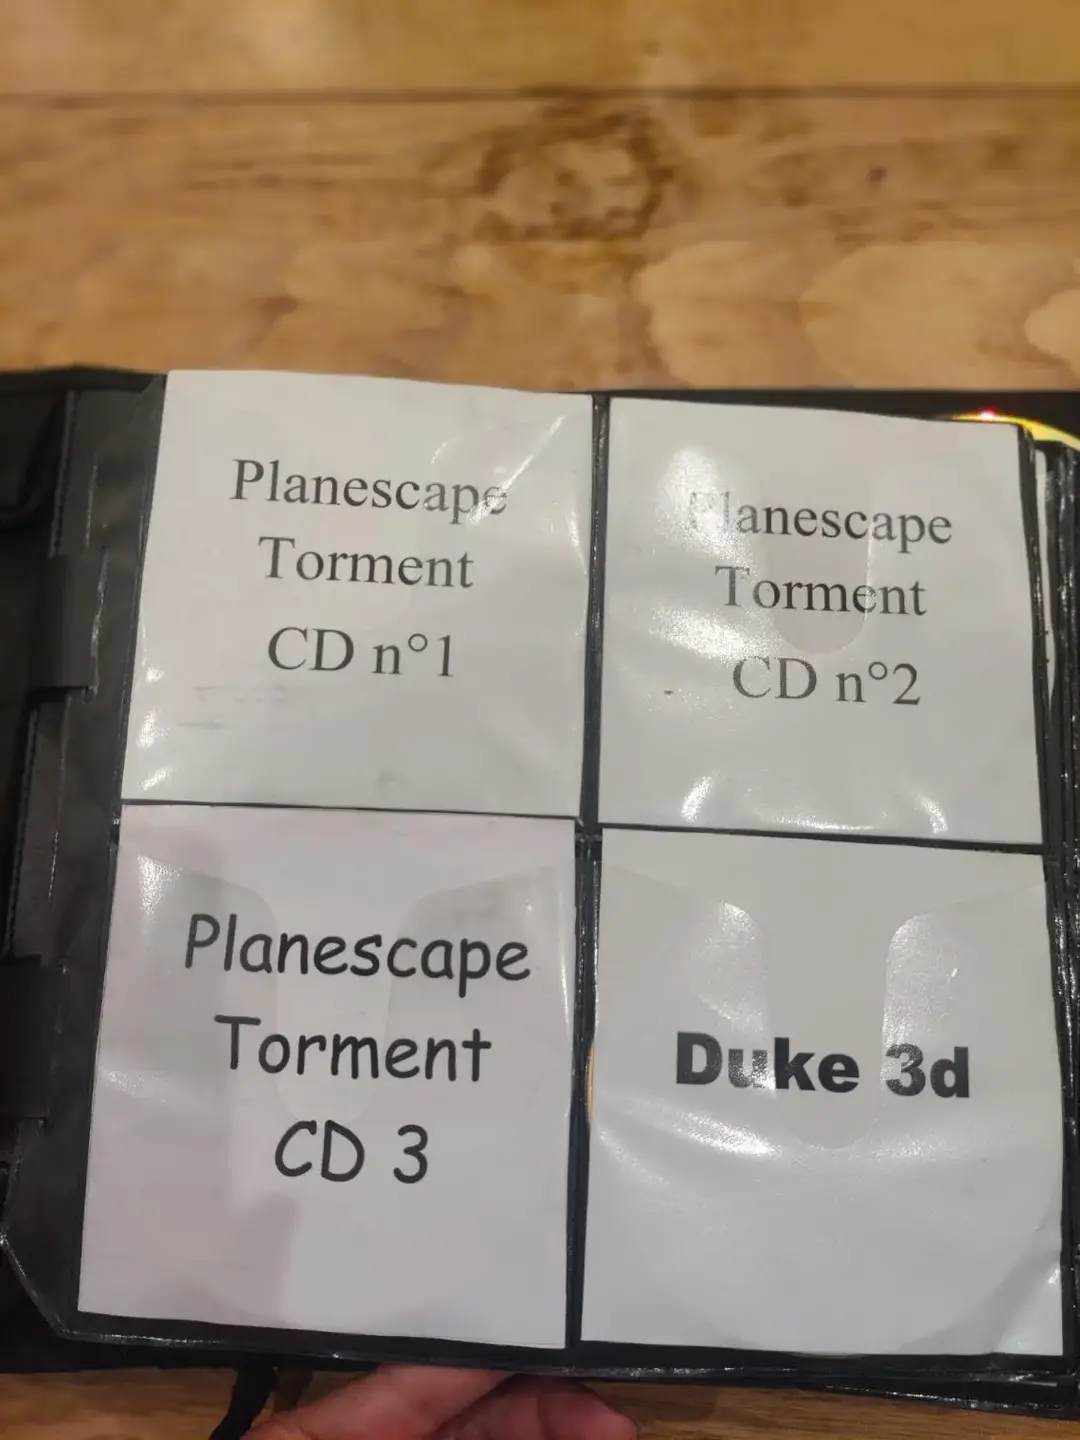 Planescape
Torment
CD n°1
Planescape
Torment
CD n°2
Planescape
Torment
CD 3
Duke 3d